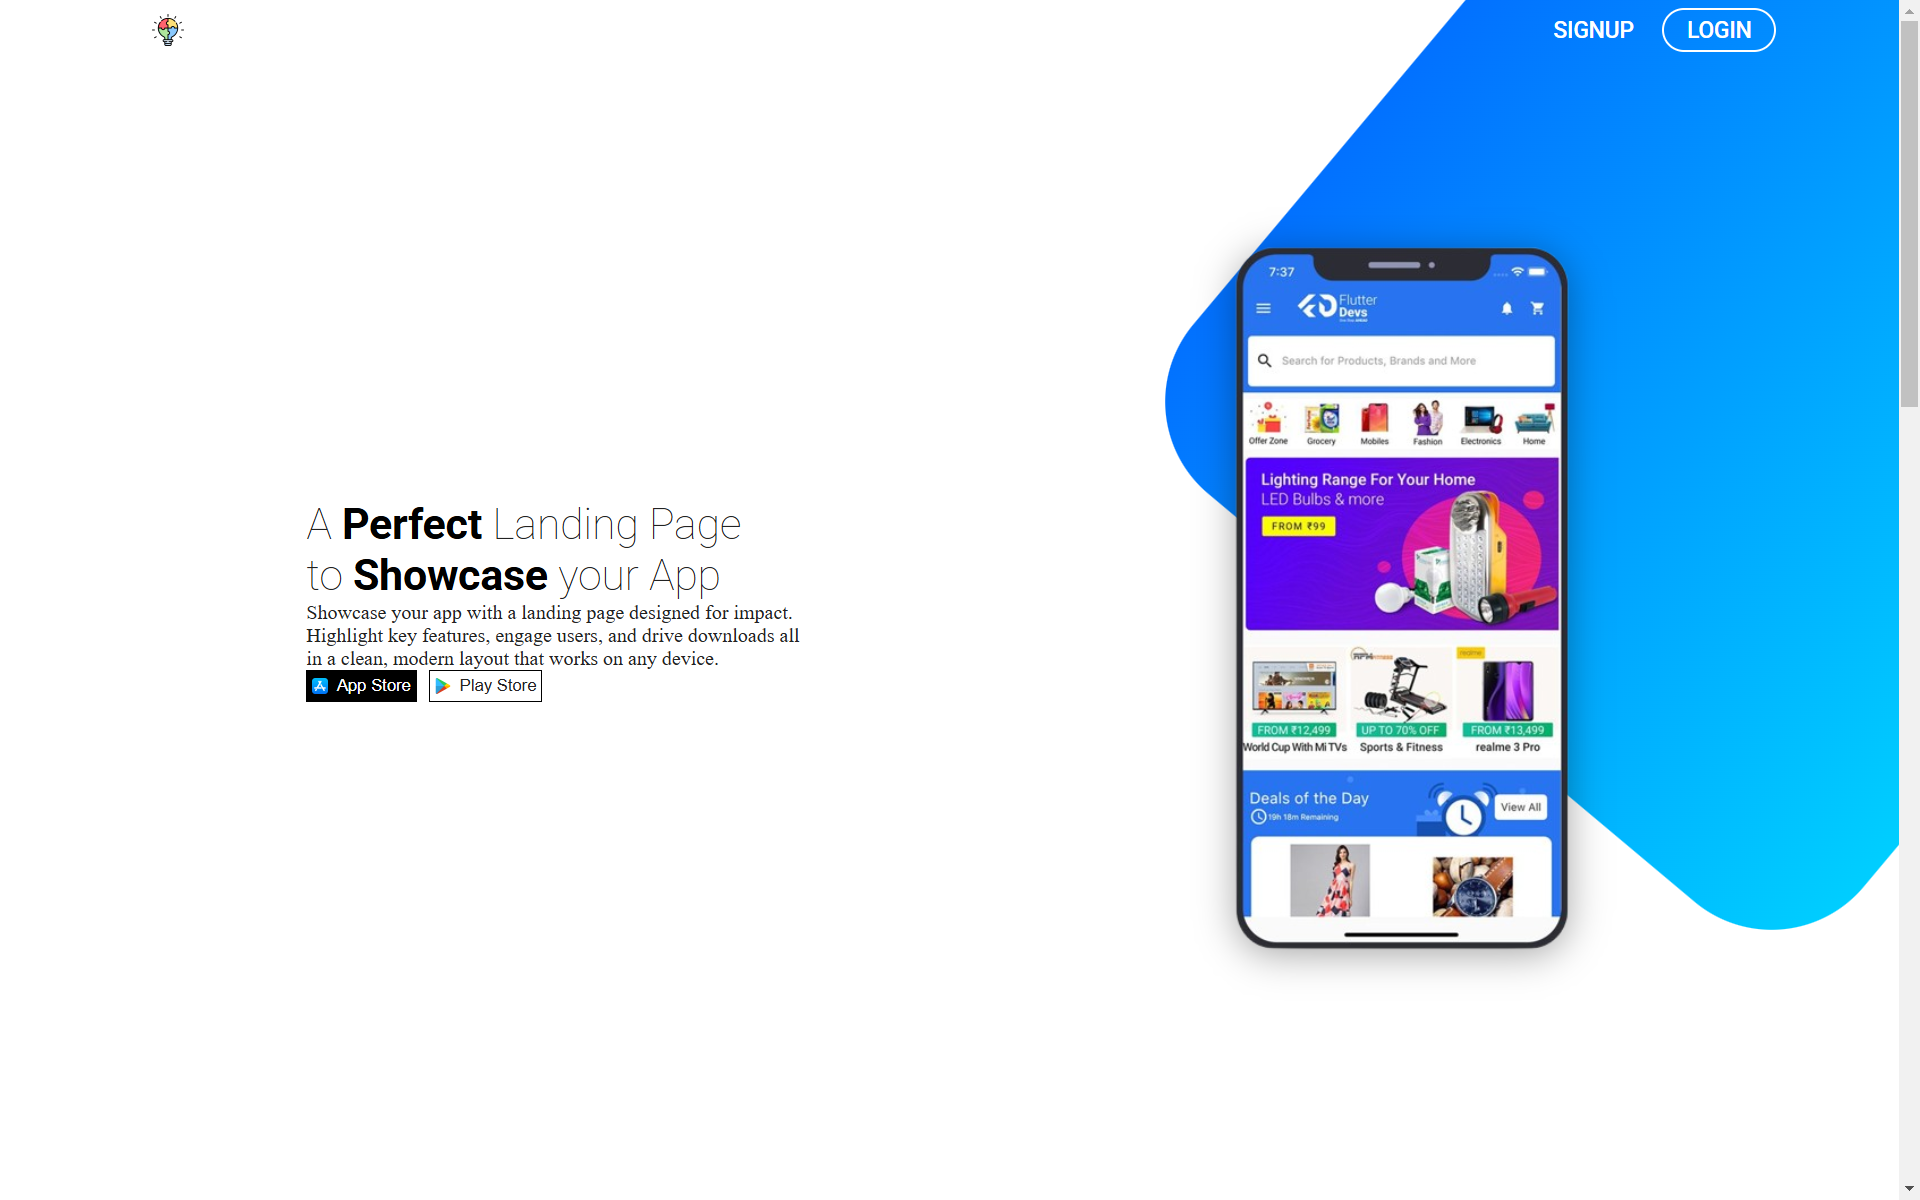 SIGNUP
LOGIN
A Perfect Landing Page
to Showcase your App
Showcase your app with a landing page designed for impact.
Highlight key features, engage users, and drive downloads all
in a clean, modern layout that works on any device.
App Store
Play Store
7:37
Flutter
Devs
Search for Products, Brands and More
Offer Zone
Grocery
Mobiles
Fashion
Electronics
Home
Lighting Range For Your Home
LED Bulbs & more
FROM ₹99
realme
FROM ₹12,499
UP TO 70% OFF
FROM ₹13,499
World Cup With Mi TVs
Sports & Fitness
realme 3 Pro
Deals of the Day
19h 18m Remaining
View All